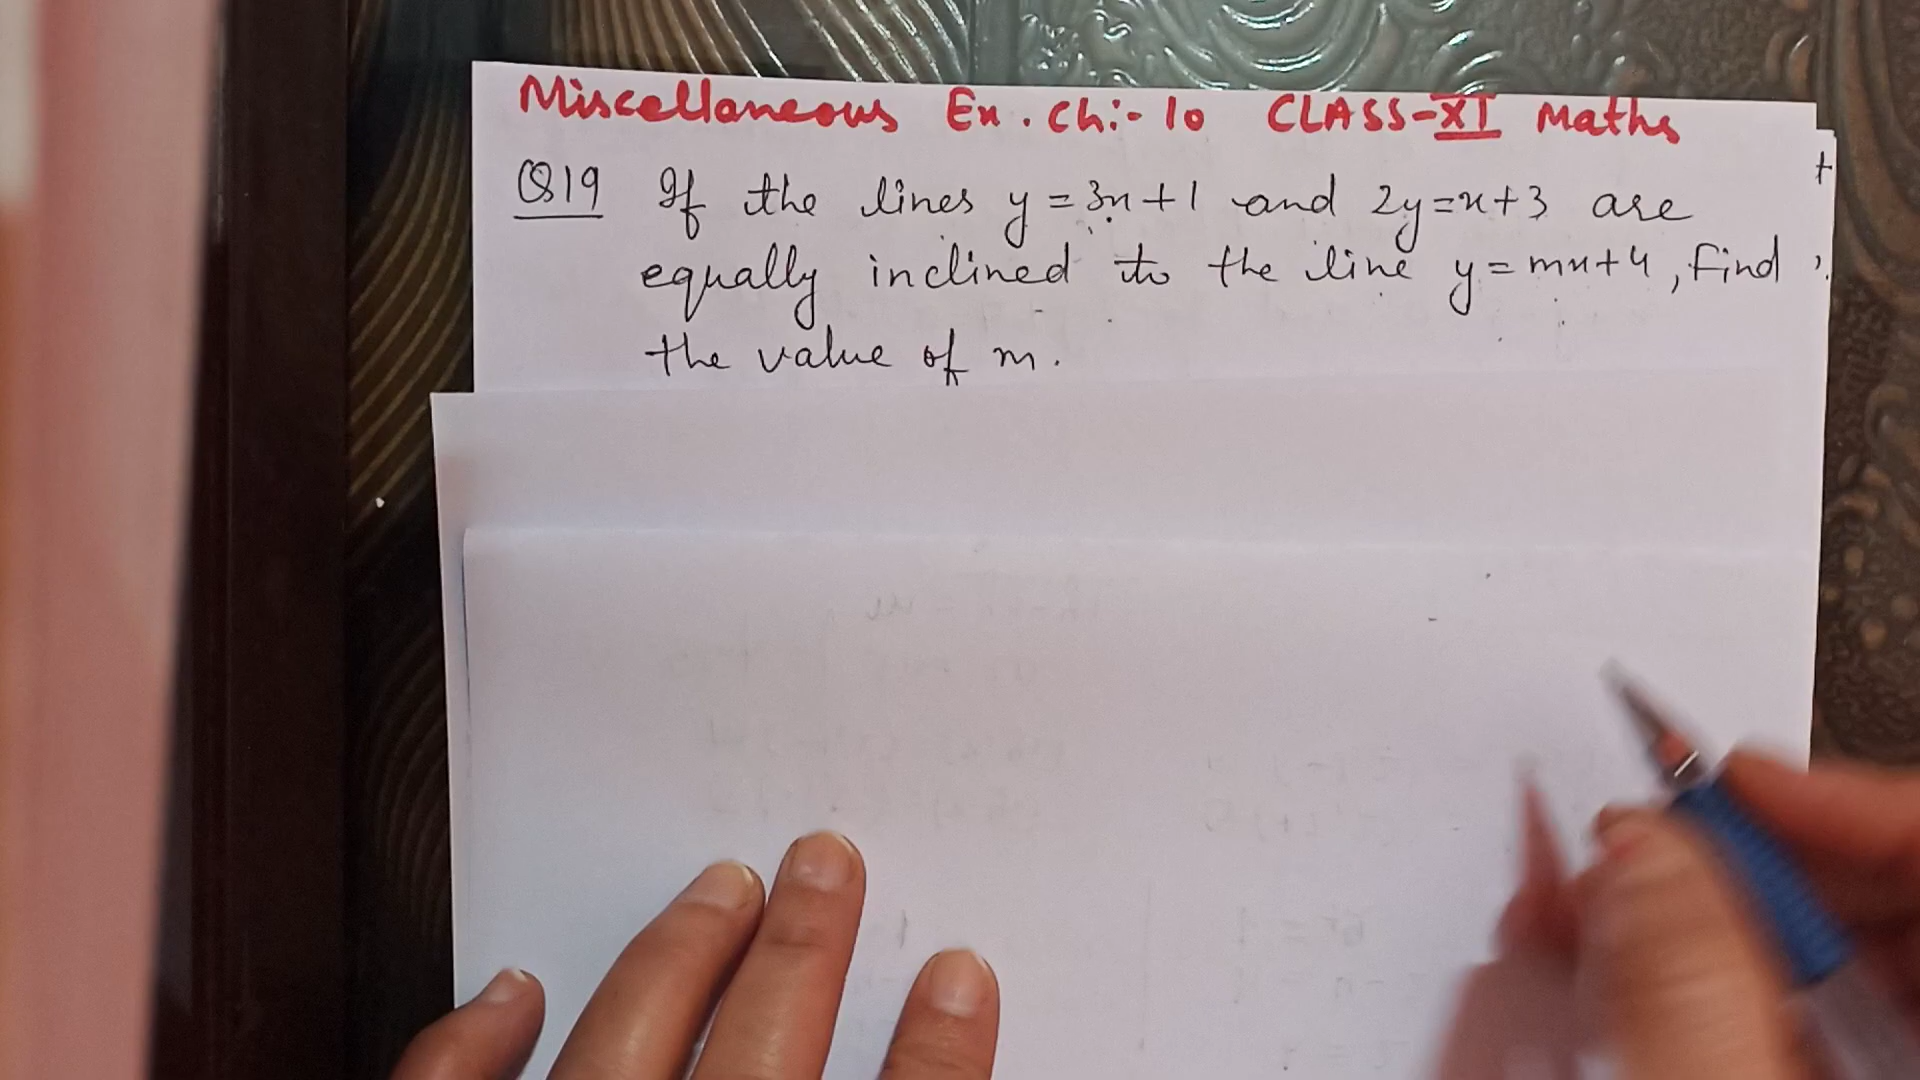 Miscellaneous Ex. Ch:- 10 CLASS-XI Maths
Q19 If the lines y = 3x+1 and 2y=x+3 are
equally inclined to the line y = mx+4, find
the value of m.